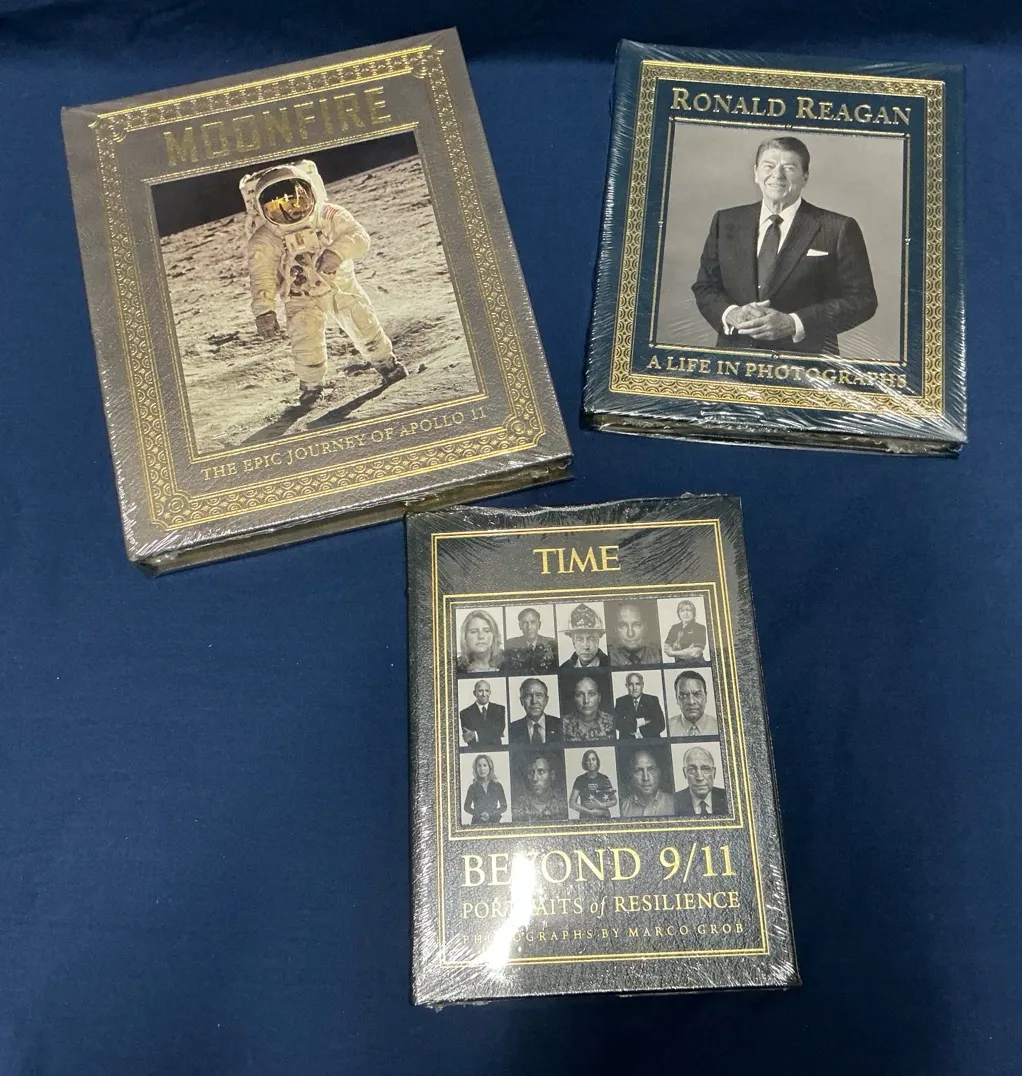 MOONFIRE
THE EPIC JOURNEY OF APOLLO 11
RONALD REAGAN
A LIFE IN PHOTOGRAPHS
TIME
BEYOND 9/11
PORTRAITS of RESILIENCE
PHOTOGRAPHS BY MARCO GROB